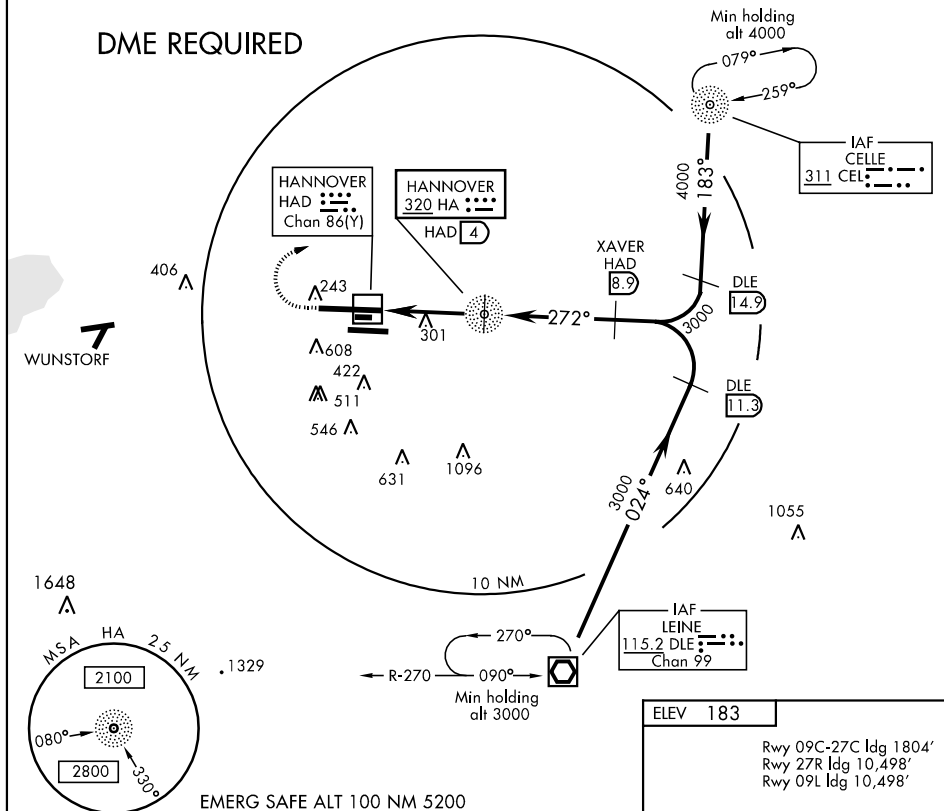 DME REQUIRED
Min holding
alt 4000
079°
259°
IAF
CELLE
311 CEL
4000
183°
HANNOVER
HAD
Chan 86(Y)
HANNOVER
320 HA
HAD 4
XAVER
HAD
8.9
DLE
14.9
406
243
272°
3000
301
WUNSTORF
608
422
511
DLE
11.3
546
631
1096
3000
024°
640
1055
10 NM
1648
MSA HA 25 NM
2100
1329
080°
2800
330°
270°
R-270
090°
Min holding
alt 3000
IAF
LEINE
115.2 DLE
Chan 99
ELEV 183
Rwy 09C-27C ldg 1804'
Rwy 27R ldg 10,498'
Rwy 09L ldg 10,498'
EMERG SAFE ALT 100 NM 5200